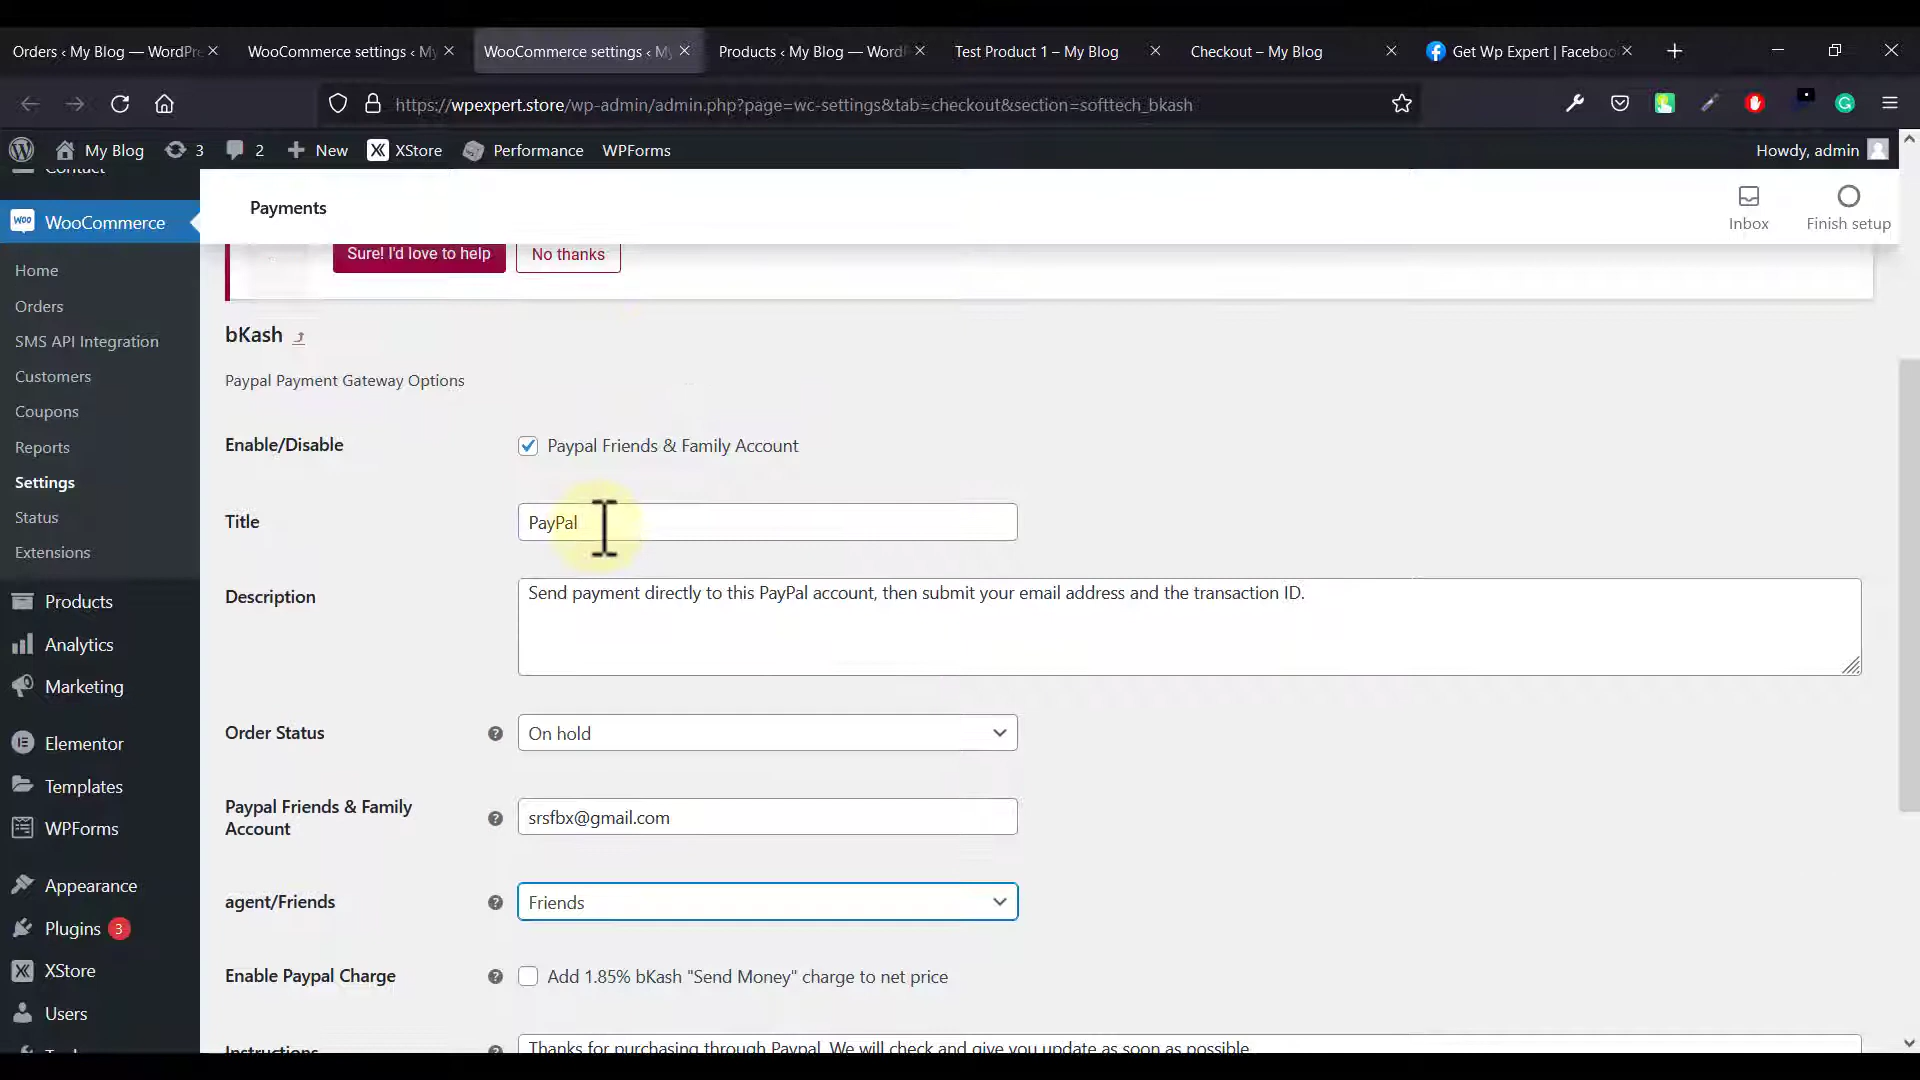 Orders ‹ My Blog — WordPre
WooCommerce settings ‹ My
WooCommerce settings ‹ My
Products ‹ My Blog — WordP
Test Product 1 – My Blog
Checkout – My Blog
Get Wp Expert | Facebook
https://wpexpert.store/wp-admin/admin.php?page=wc-settings&tab=checkout&section=softtech_bkash
My Blog
3
2
New
XStore
Performance
WPForms
Howdy, admin
Contact
WooCommerce
Home
Orders
SMS API Integration
Customers
Coupons
Reports
Settings
Status
Extensions
Products
Analytics
Marketing
Elementor
Templates
WPForms
Appearance
Plugins 3
XStore
Users
Payments
Inbox
Finish setup
Sure! I'd love to help
No thanks
bKash
Paypal Payment Gateway Options
Enable/Disable
Paypal Friends & Family Account
Title
PayPal
Description
Send payment directly to this PayPal account, then submit your email address and the transaction ID.
Order Status
On hold
Paypal Friends & Family
Account
srsfbx@gmail.com
agent/Friends
Friends
Enable Paypal Charge
Add 1.85% bKash "Send Money" charge to net price
Instructions
Thanks for purchasing through Paypal. We will check and give you update as soon as possible.